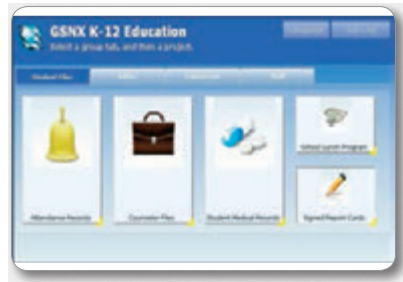 GSNX K-12 Education
Select a group tab, and then a project.
Student Files
Staff
Attendance Records
Counselor Files
Student Medical Records
School Lunch Program
Signed Report Cards